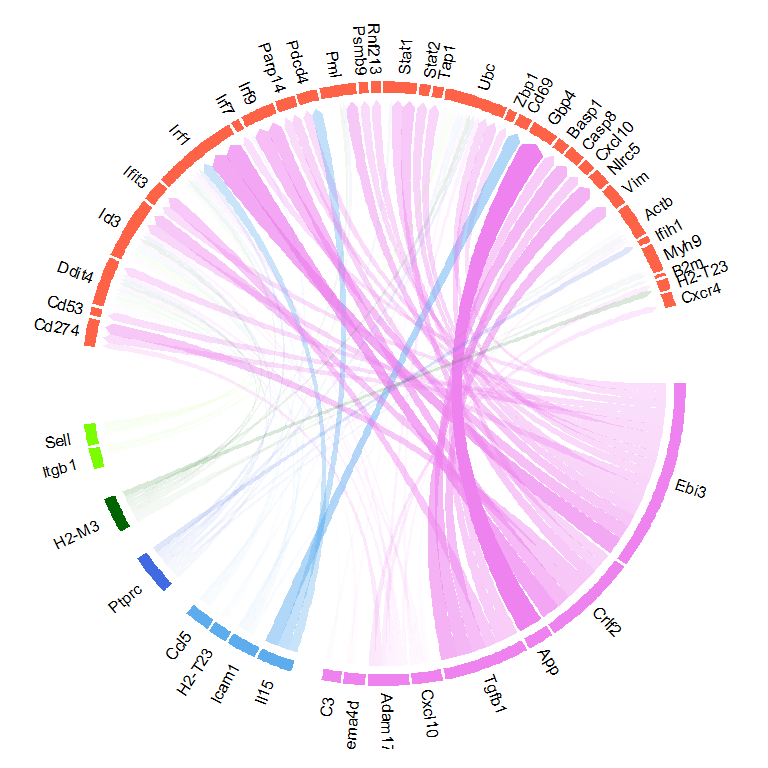 Cd274
Cd53
Ddit4
Id3
Ifit3
Irf1
Irf7
Irf9
Parp14
Pdcd4
Pml
Psmb9
Rnf213
Stat1
Stat2
Tap1
Ubc
Zbp1
Cd69
Gbp4
Basp1
Casp8
Cxcl10
Nlrc5
Vim
Actb
Ifih1
Myh9
B2m
H2-T23
Cxcr4
Ebi3
Crlf2
App
Tgfb1
Cxcl10
Adam17
ema4d
C3
Il15
Icam1
H2-T23
Ccl5
Ptprc
H2-M3
Itgb1
Sell